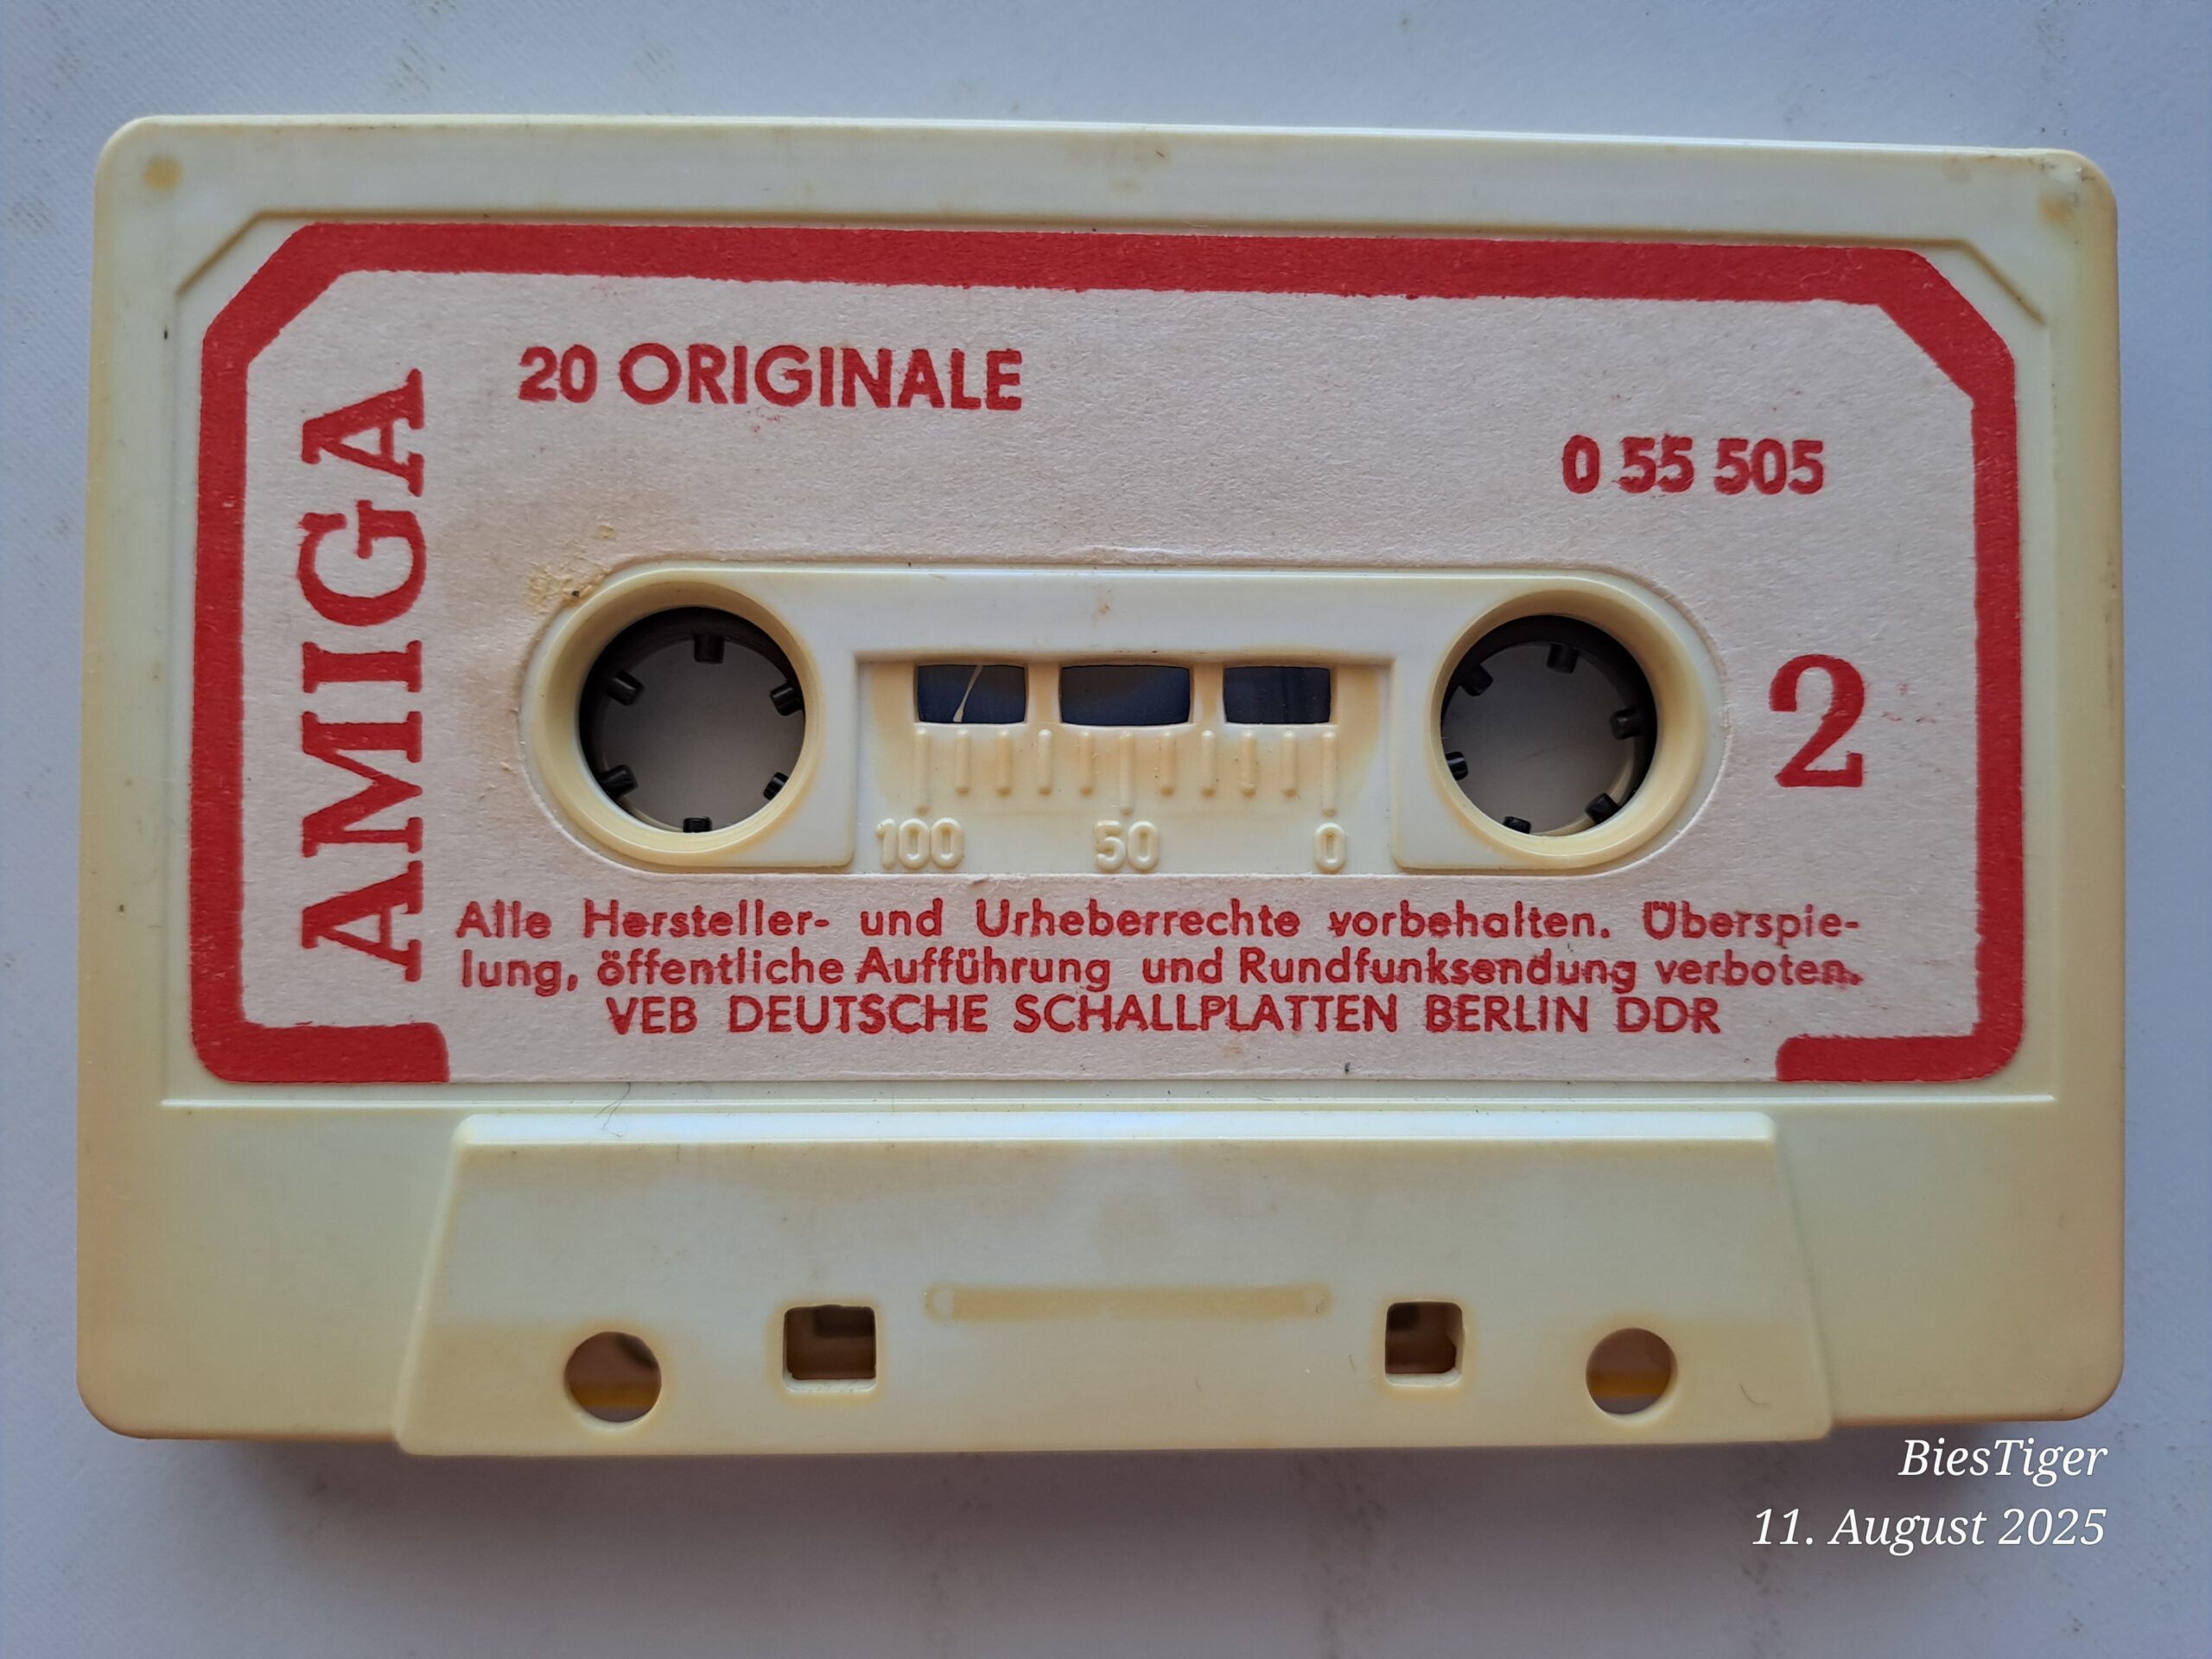 20 ORIGINALE
0 55 505
AMIGA
2
100 50 0
Alle Hersteller- und Urheberrechte vorbehalten. Überspie-
lung, öffentliche Aufführung und Rundfunksendung verboten.
VEB DEUTSCHE SCHALLPLATTEN BERLIN DDR
BiesTiger
11. August 2025